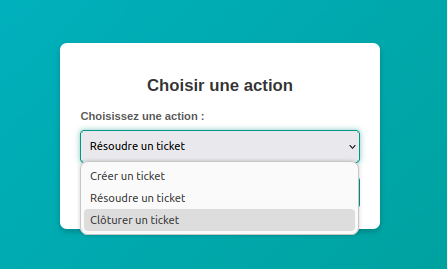 Choisir une action
Choisissez une action :
Résoudre un ticket
Créer un ticket
Résoudre un ticket
Clôturer un ticket